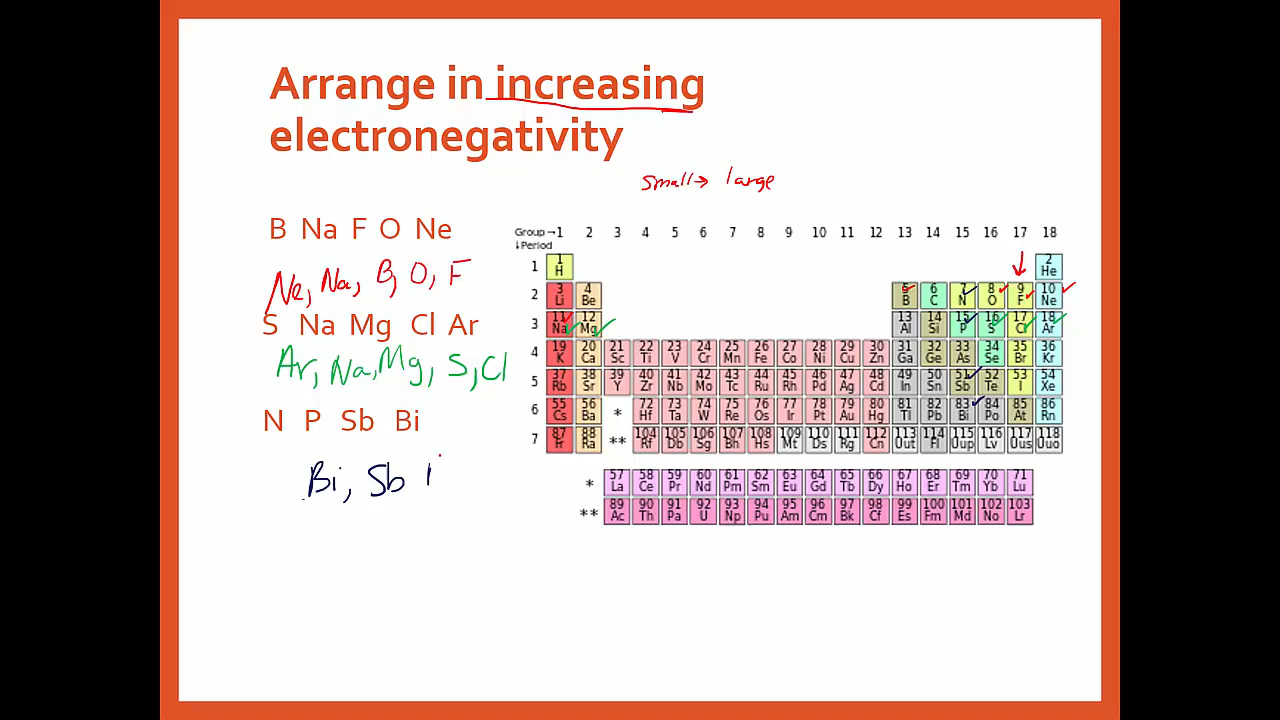 Arrange in increasing
electronegativity
small→ large
B Na F O Ne
Ne, Na, B, O, F
S Na Mg Cl Ar
Ar, Na, Mg, S, Cl
N P Sb Bi
Bi, Sb
Group →1 2 3 4 5 6 7 8 9 10 11 12 13 14 15 16 17 18
↓Period
1 1 2
H He
2 3 4 5 6 7 8 9 10
Li Be B C N O F Ne
3 11 12 13 14 15 16 17 18
Na Mg Al Si P S Cl Ar
4 19 20 21 22 23 24 25 26 27 28 29 30 31 32 33 34 35 36
K Ca Sc Ti V Cr Mn Fe Co Ni Cu Zn Ga Ge As Se Br Kr
5 37 38 39 40 41 42 43 44 45 46 47 48 49 50 51 52 53 54
Rb Sr Y Zr Nb Mo Tc Ru Rh Pd Ag Cd In Sn Sb Te I Xe
6 55 56 * 72 73 74 75 76 77 78 79 80 81 82 83 84 85 86
Cs Ba Hf Ta W Re Os Ir Pt Au Hg Tl Pb Bi Po At Rn
7 87 88 ** 104 105 106 107 108 109 110 111 112 113 114 115 116 117 118
Fr Ra Rf Db Sg Bh Hs Mt Ds Rg Cn Uut Fl Uup Lv Uus Uuo
* 57 58 59 60 61 62 63 64 65 66 67 68 69 70 71
La Ce Pr Nd Pm Sm Eu Gd Tb Dy Ho Er Tm Yb Lu
** 89 90 91 92 93 94 95 96 97 98 99 100 101 102 103
Ac Th Pa U Np Pu Am Cm Bk Cf Es Fm Md No Lr